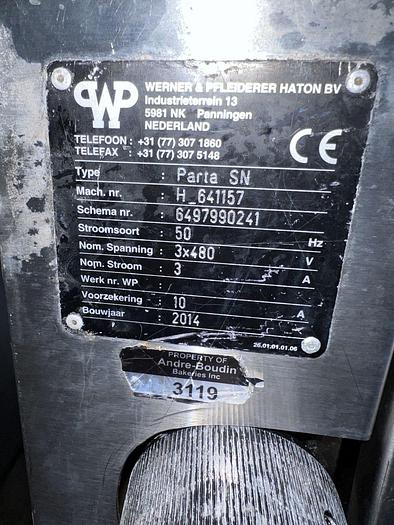 WP
WERNER & PFLEIDERER HATON BV
Industrieterrein 13
5981 NK Panningen
NEDERLAND
TELEFOON : +31 (77) 307 1860
TELEFAX : +31 (77) 307 5148
CE
Type : Parta SN
Mach. nr. : H_641157
Schema nr. : 6497990241
Stroomsoort : 50 Hz
Nom. Spanning : 3x480 V
Nom. Stroom : 3 A
Werk nr. WP :
Voorzekering : 10 A
Bouwjaar : 2014
26.01.01.01.06
PROPERTY OF
Andre-Boudin
Bakeries Inc
3119